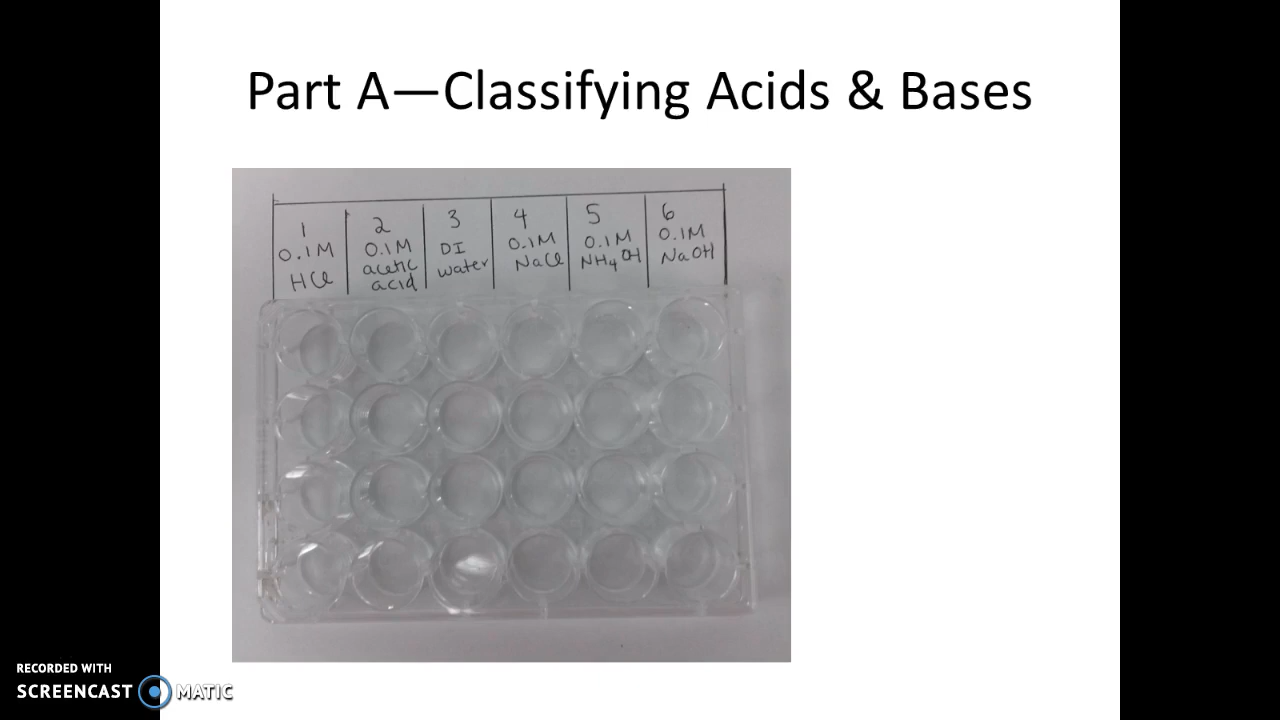 Part A—Classifying Acids & Bases
1
0.1M
HCl
2
0.1M
acetic
acid
3
DI
water
4
0.1M
NaCl
5
0.1M
NH4OH
6
0.1M
NaOH
RECORDED WITH
SCREENCAST MATIC